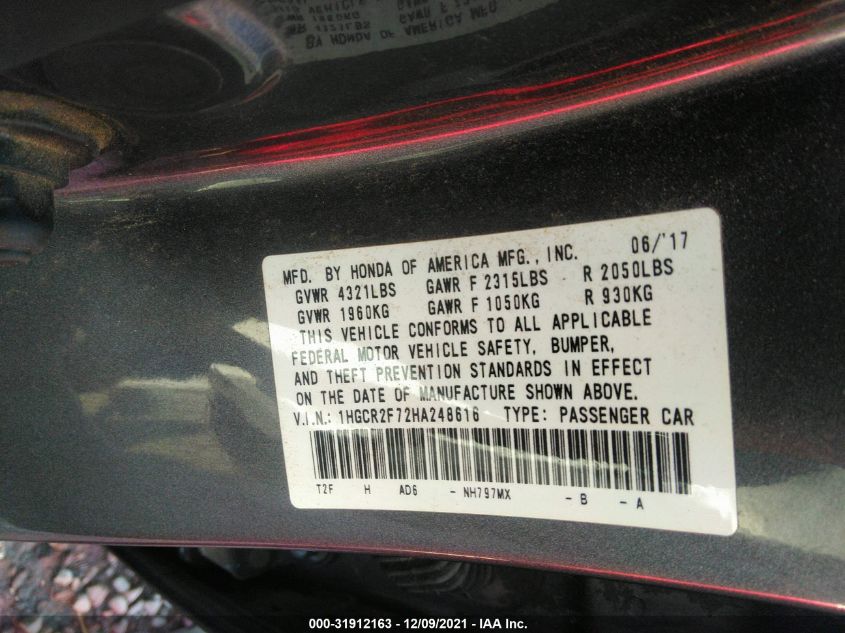 MFD. BY HONDA OF AMERICA MFG., INC. 06/'17
GVWR 4321LBS GAWR F 2315LBS R 2050LBS
GVWR 1960KG GAWR F 1050KG R 930KG
THIS VEHICLE CONFORMS TO ALL APPLICABLE
FEDERAL MOTOR VEHICLE SAFETY, BUMPER,
AND THEFT PREVENTION STANDARDS IN EFFECT
ON THE DATE OF MANUFACTURE SHOWN ABOVE.
V.I.N.: 1HGCR2F72HA248616 TYPE: PASSENGER CAR
T2F H AD6 - NH797MX - B - A
000-31912163 - 12/09/2021 - IAA Inc.